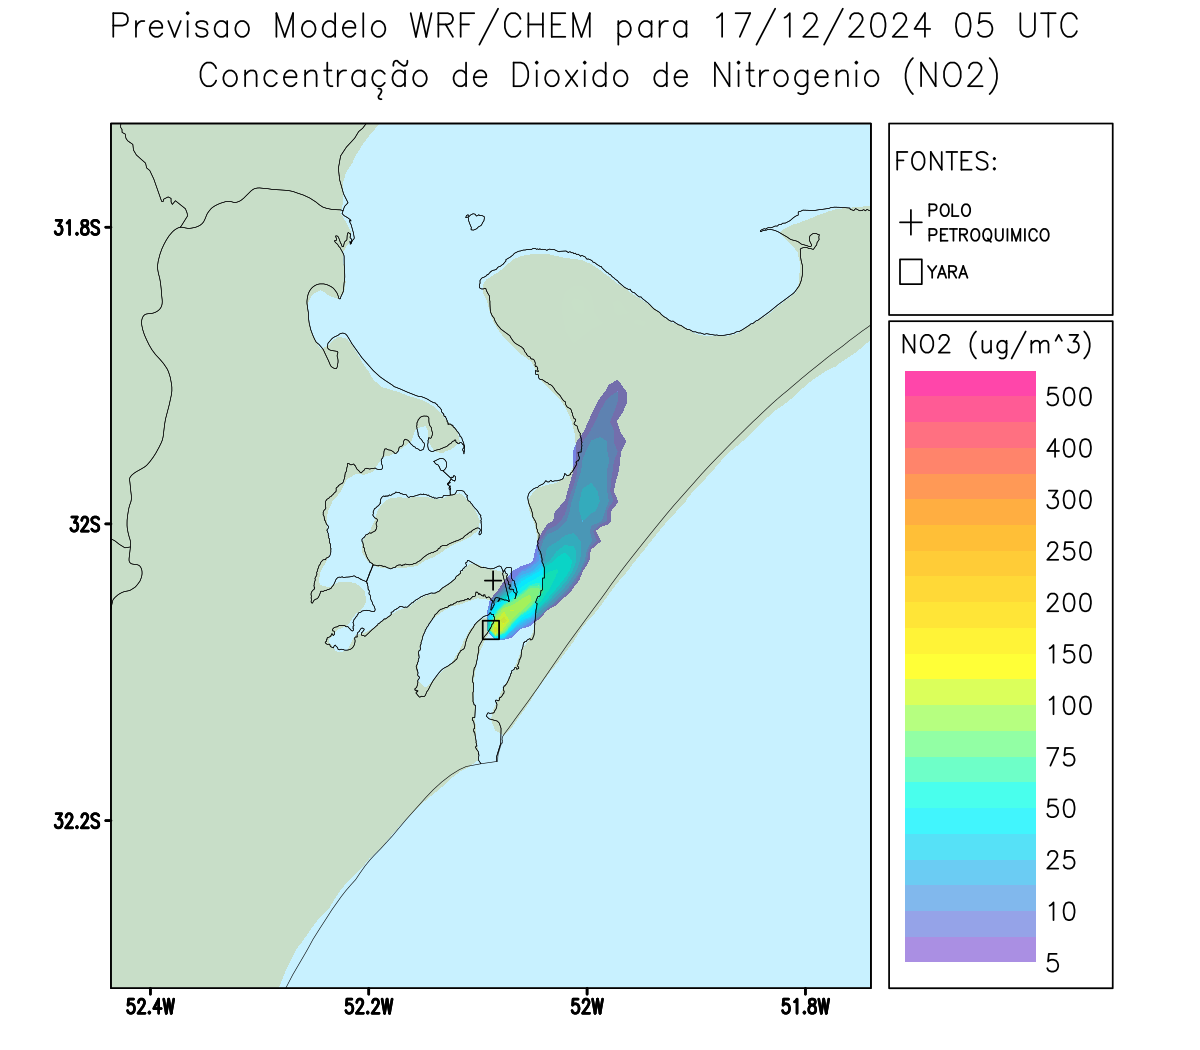 Previsao Modelo WRF/CHEM para 17/12/2024 05 UTC
Concentração de Dioxido de Nitrogenio (NO2)
FONTES:
POLO
PETROQUIMICO
YARA
31.8S
32S
32.2S
52.4W
52.2W
52W
51.8W
NO2 (ug/m^3)
500
400
300
250
200
150
100
75
50
25
10
5